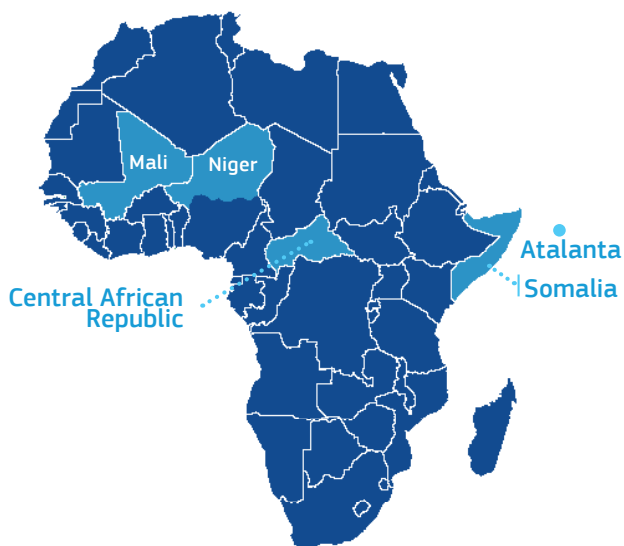 Mali
Niger
Atalanta
Somalia
Central African
Republic